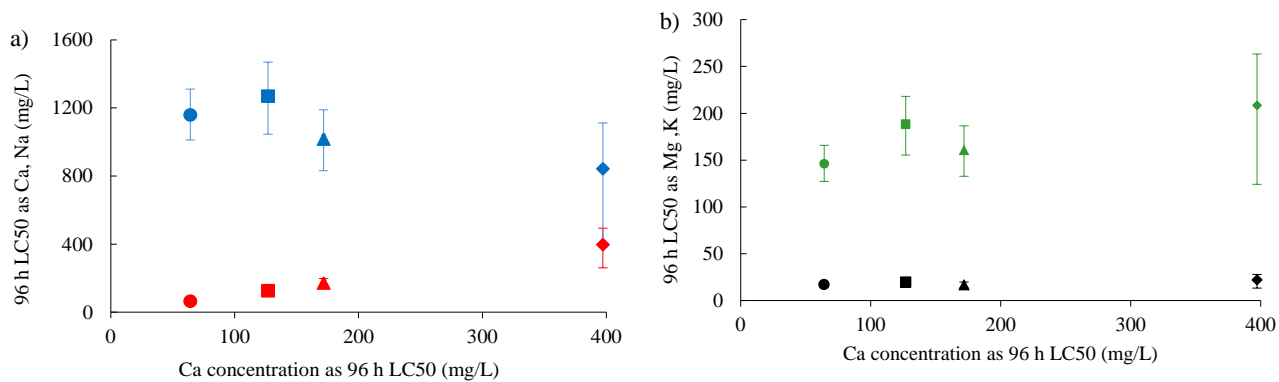 a)
96 h LC50 as Ca, Na (mg/L)
1600
1200
800
400
0
0 100 200 300 400
Ca concentration as 96 h LC50 (mg/L)
b)
96 h LC50 as Mg ,K (mg/L)
300
250
200
150
100
50
0
0 100 200 300 400
Ca concentration as 96 h LC50 (mg/L)